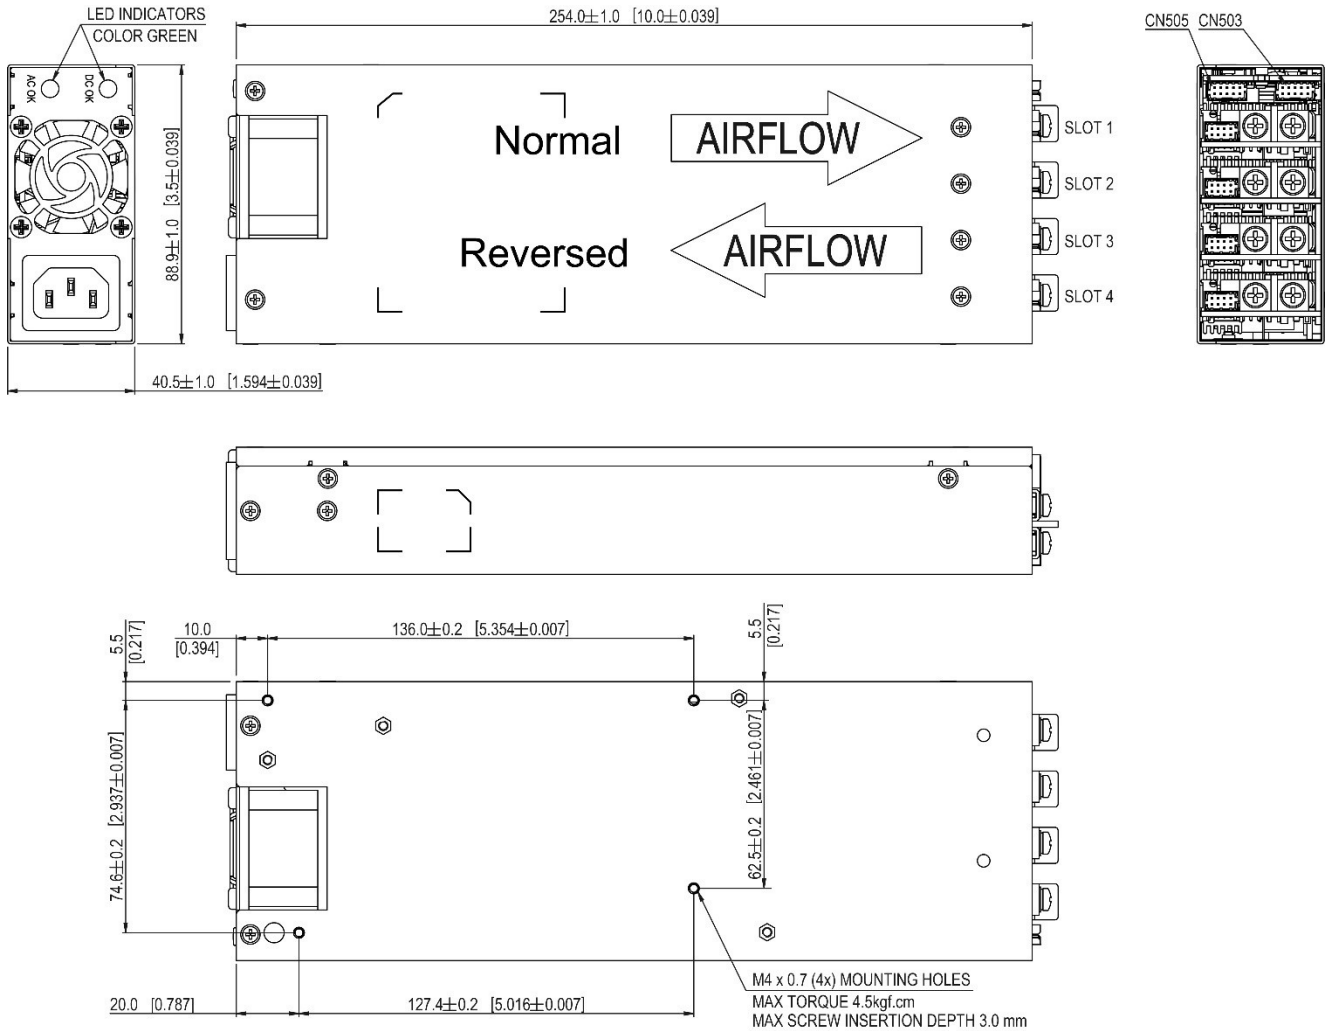 LED INDICATORS
COLOR GREEN
254.0±1.0 [10.0±0.039]
CN505 CN503
AC OK
DC OK
88.9±1.0 [3.5±0.039]
Normal
AIRFLOW
SLOT 1
SLOT 2
Reversed
AIRFLOW
SLOT 3
SLOT 4
40.5±1.0 [1.594±0.039]
5.5
[0.217]
10.0
[0.394]
136.0±0.2 [5.354±0.007]
5.5
[0.217]
74.6±0.2 [2.937±0.007]
62.5±0.2 [2.461±0.007]
20.0 [0.787]
127.4±0.2 [5.016±0.007]
M4 x 0.7 (4x) MOUNTING HOLES
MAX TORQUE 4.5kgf.cm
MAX SCREW INSERTION DEPTH 3.0 mm